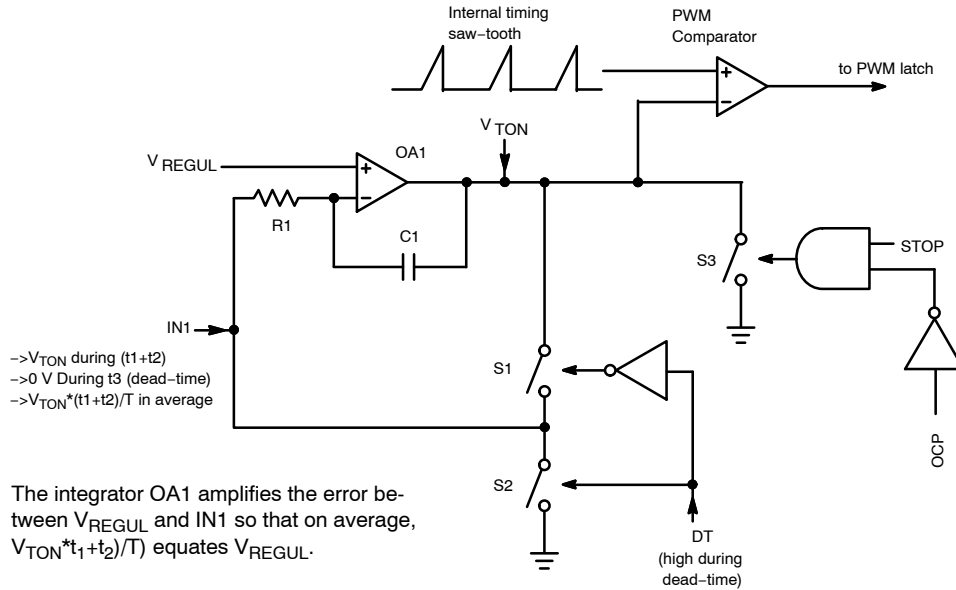 Internal timing
saw−tooth
PWM
Comparator
to PWM latch
V TON
V REGUL
OA1
+
−
+
−
R1
C1
S3
STOP
IN1
−>VTON during (t1+t2)
−>0 V During t3 (dead−time)
−>VTON*(t1+t2)/T in average
S1
S2
OCP
DT
(high during
dead−time)
The integrator OA1 amplifies the error be-
tween VREGUL and IN1 so that on average,
VTON*t1+t2)/T) equates VREGUL.